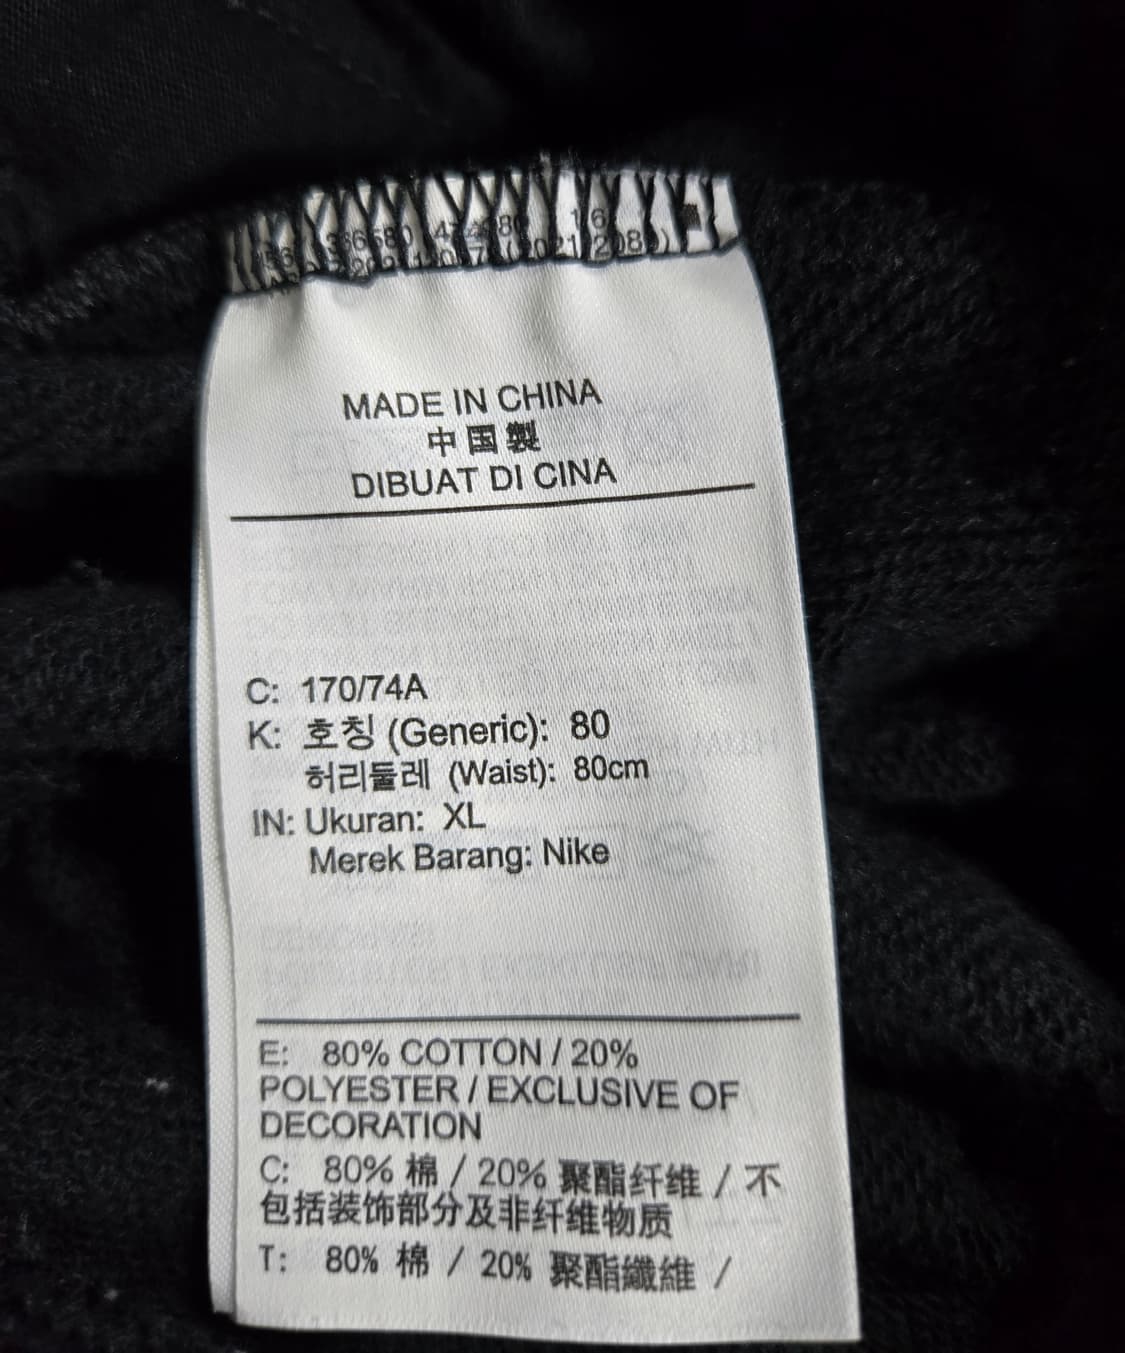 MADE IN CHINA
中国製
DIBUAT DI CINA
C: 170/74A
K: 호칭 (Generic): 80
허리둘레 (Waist): 80cm
IN: Ukuran: XL
Merek Barang: Nike
E: 80% COTTON / 20%
POLYESTER / EXCLUSIVE OF
DECORATION
C: 80% 棉 / 20% 聚酯纤维 / 不
包括装饰部分及非纤维物质
T: 80% 棉 / 20% 聚酯纖維 /